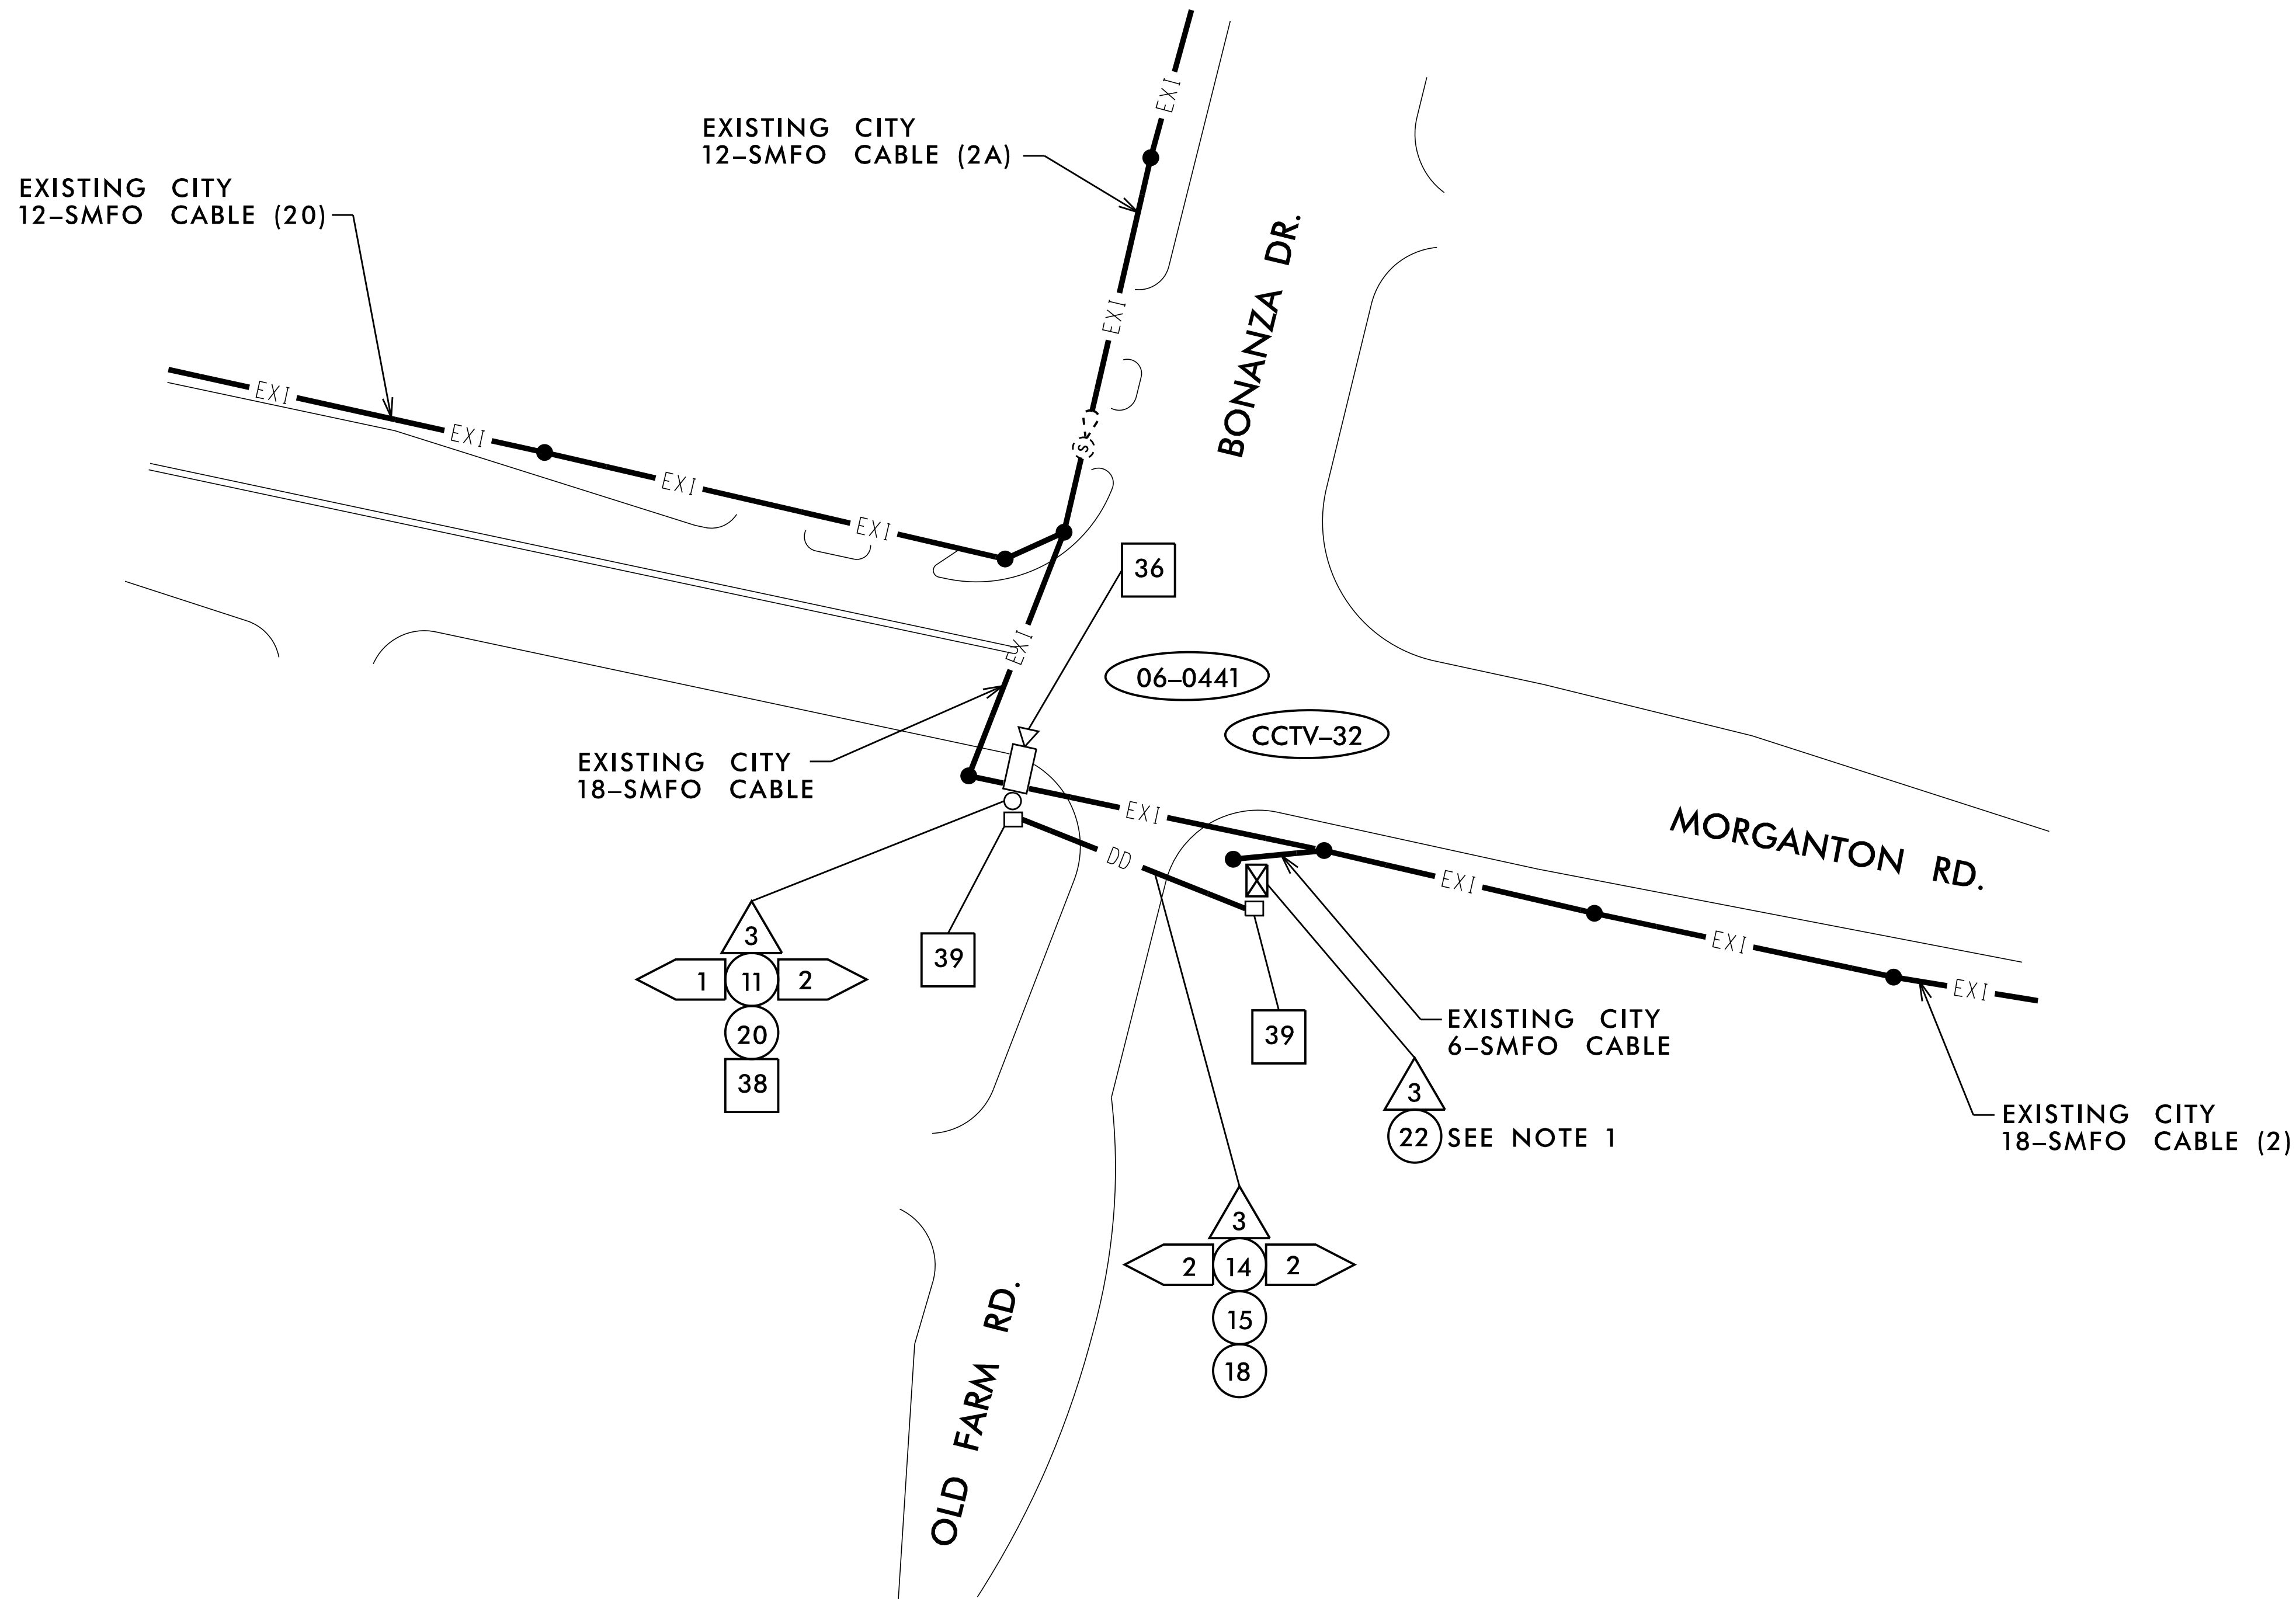 EXISTING CITY
12–SMFO CABLE (2A)
EXISTING CITY
12–SMFO CABLE (20)
EXI
EXI
EXI
EXI
EXI
EXI
S
BONANZA DR.
36
EXI
06–0441
CCTV–32
EXISTING CITY
18–SMFO CABLE
EXI
DD
MORGANTON RD.
EXI
EXI
EXI
3
1 11 2
20
38
39
39
EXISTING CITY
6–SMFO CABLE
3
22 SEE NOTE 1
EXISTING CITY
18–SMFO CABLE (2)
3
2 14 2
15
18
OLD FARM RD.